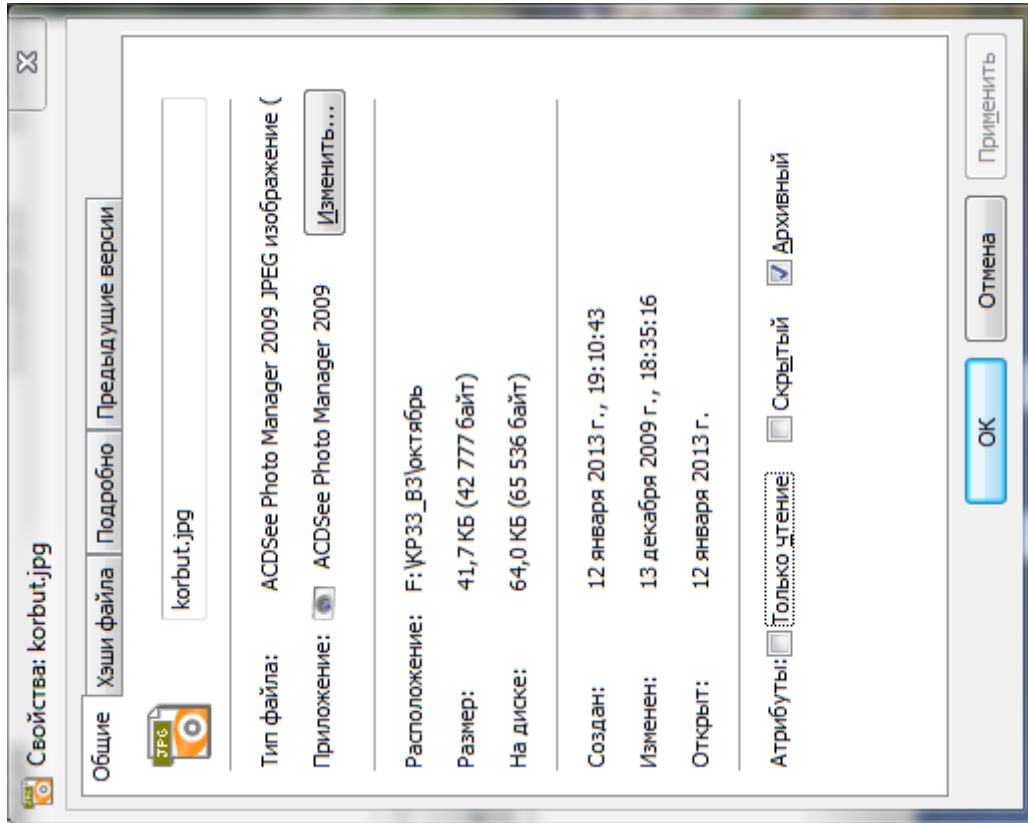 Свойства: korbut.jpg
Общие Хэши файла Подробно Предыдущие версии
JPG
korbut.jpg
Тип файла: ACDSee Photo Manager 2009 JPEG изображение (
Приложение: ACDSee Photo Manager 2009 Изменить...
Расположение: F:\КР33_В3\октябрь
Размер: 41,7 КБ (42 777 байт)
На диске: 64,0 КБ (65 536 байт)
Создан: 12 января 2013 г., 19:10:43
Изменен: 13 декабря 2009 г., 18:35:16
Открыт: 12 января 2013 г.
Атрибуты: Только чтение Скрытый Архивный
ОК Отмена Применить